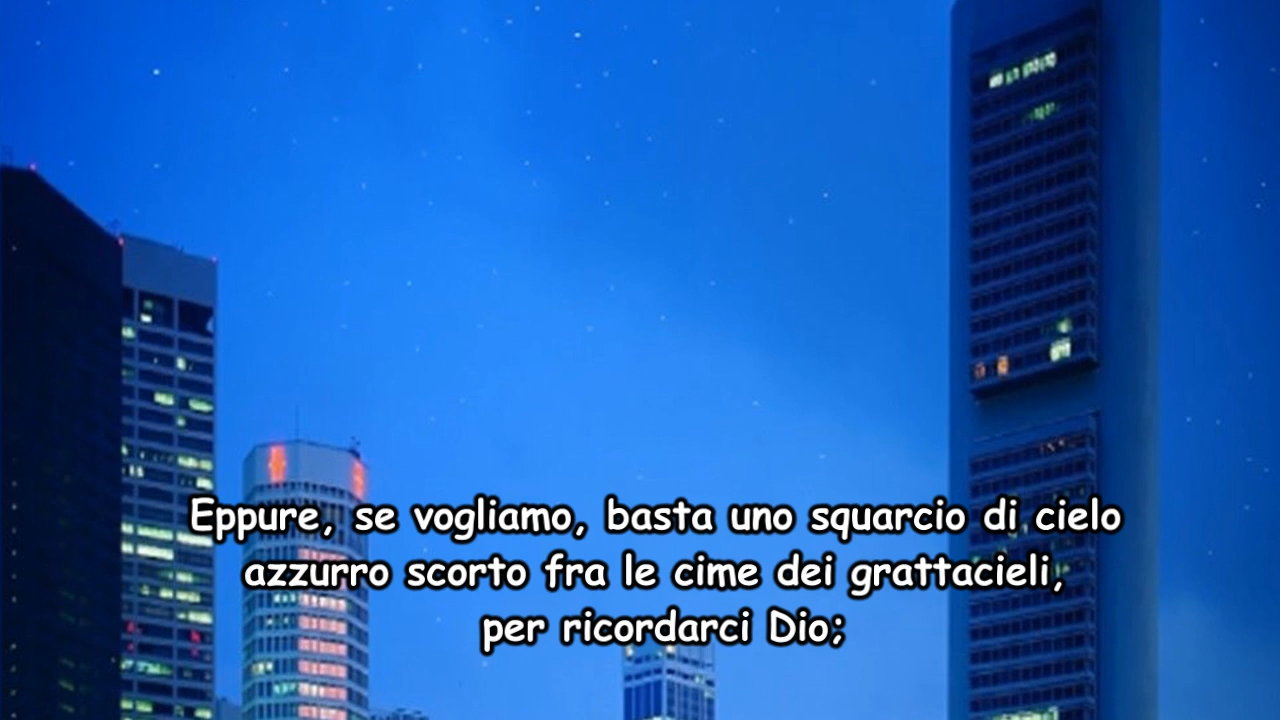 Eppure, se vogliamo, basta uno squarcio di cielo
azzurro scorto fra le cime dei grattacieli,
per ricordarci Dio;